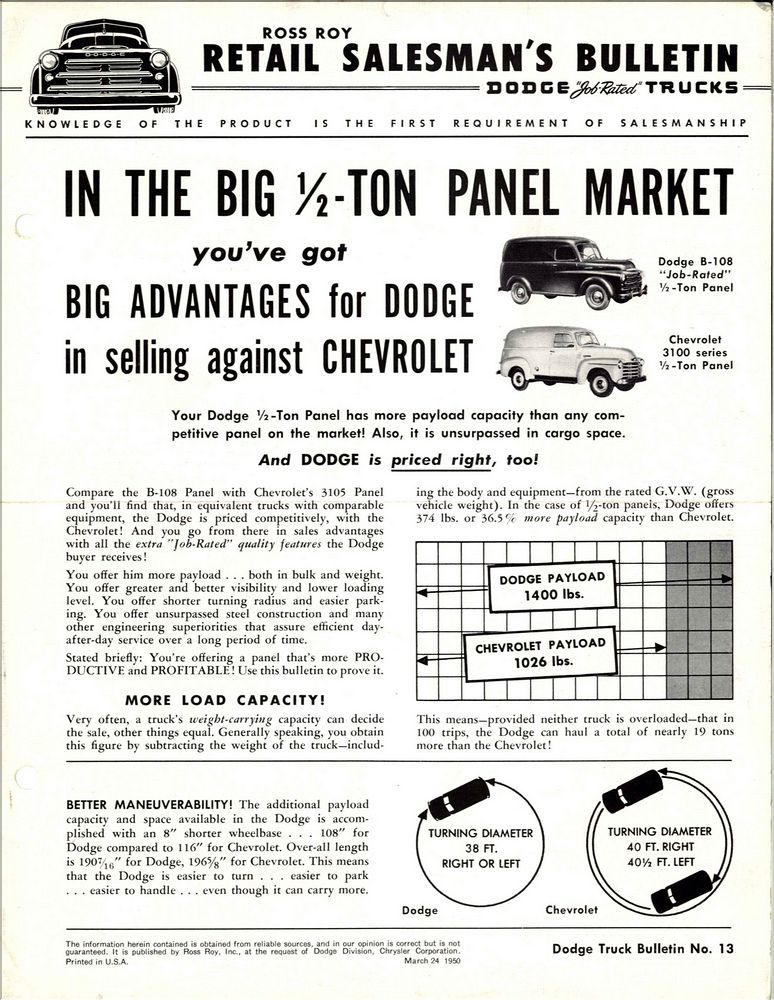 ROSS ROY
RETAIL SALESMAN'S BULLETIN
DODGE "Job-Rated" TRUCKS
KNOWLEDGE OF THE PRODUCT IS THE FIRST REQUIREMENT OF SALESMANSHIP
IN THE BIG ½-TON PANEL MARKET
you've got
BIG ADVANTAGES for DODGE
in selling against CHEVROLET
DODGE
Dodge B-108
"Job-Rated"
½-Ton Panel
Chevrolet
3100 series
½-Ton Panel
Your Dodge ½-Ton Panel has more payload capacity than any com-
petitive panel on the market! Also, it is unsurpassed in cargo space.
And DODGE is priced right, too!
Compare the B-108 Panel with Chevrolet's 3105 Panel
and you'll find that, in equivalent trucks with comparable
equipment, the Dodge is priced competitively, with the
Chevrolet! And you go from there in sales advantages
with all the extra "Job-Rated" quality features the Dodge
buyer receives!
You offer him more payload . . . both in bulk and weight.
You offer greater and better visibility and lower loading
level. You offer shorter turning radius and easier park-
ing. You offer unsurpassed steel construction and many
other engineering superiorities that assure efficient day-
after-day service over a long period of time.
Stated briefly: You're offering a panel that's more PRO-
DUCTIVE and PROFITABLE! Use this bulletin to prove it.
MORE LOAD CAPACITY!
Very often, a truck's weight-carrying capacity can decide
the sale, other things equal. Generally speaking, you obtain
this figure by subtracting the weight of the truck—includ-
ing the body and equipment—from the rated G.V.W. (gross
vehicle weight). In the case of ½-ton panels, Dodge offers
374 lbs. or 36.5% more payload capacity than Chevrolet.
DODGE PAYLOAD
1400 lbs.
CHEVROLET PAYLOAD
1026 lbs.
This means—provided neither truck is overloaded—that in
100 trips, the Dodge can haul a total of nearly 19 tons
more than the Chevrolet!
BETTER MANEUVERABILITY! The additional payload
capacity and space available in the Dodge is accom-
plished with an 8" shorter wheelbase . . . 108" for
Dodge compared to 116" for Chevrolet. Over-all length
is 190⁷⁄₁₆" for Dodge, 196⅝" for Chevrolet. This means
that the Dodge is easier to turn . . . easier to park
. . . easier to handle . . . even though it can carry more.
TURNING DIAMETER
38 FT.
RIGHT OR LEFT
Dodge
TURNING DIAMETER
40 FT. RIGHT
40½ FT. LEFT
Chevrolet
The information herein contained is obtained from reliable sources, and in our opinion is correct but is not
guaranteed. It is published by Ross Roy, Inc., at the request of Dodge Division, Chrysler Corporation.
Printed in U.S.A. March 24 1950
Dodge Truck Bulletin No. 13